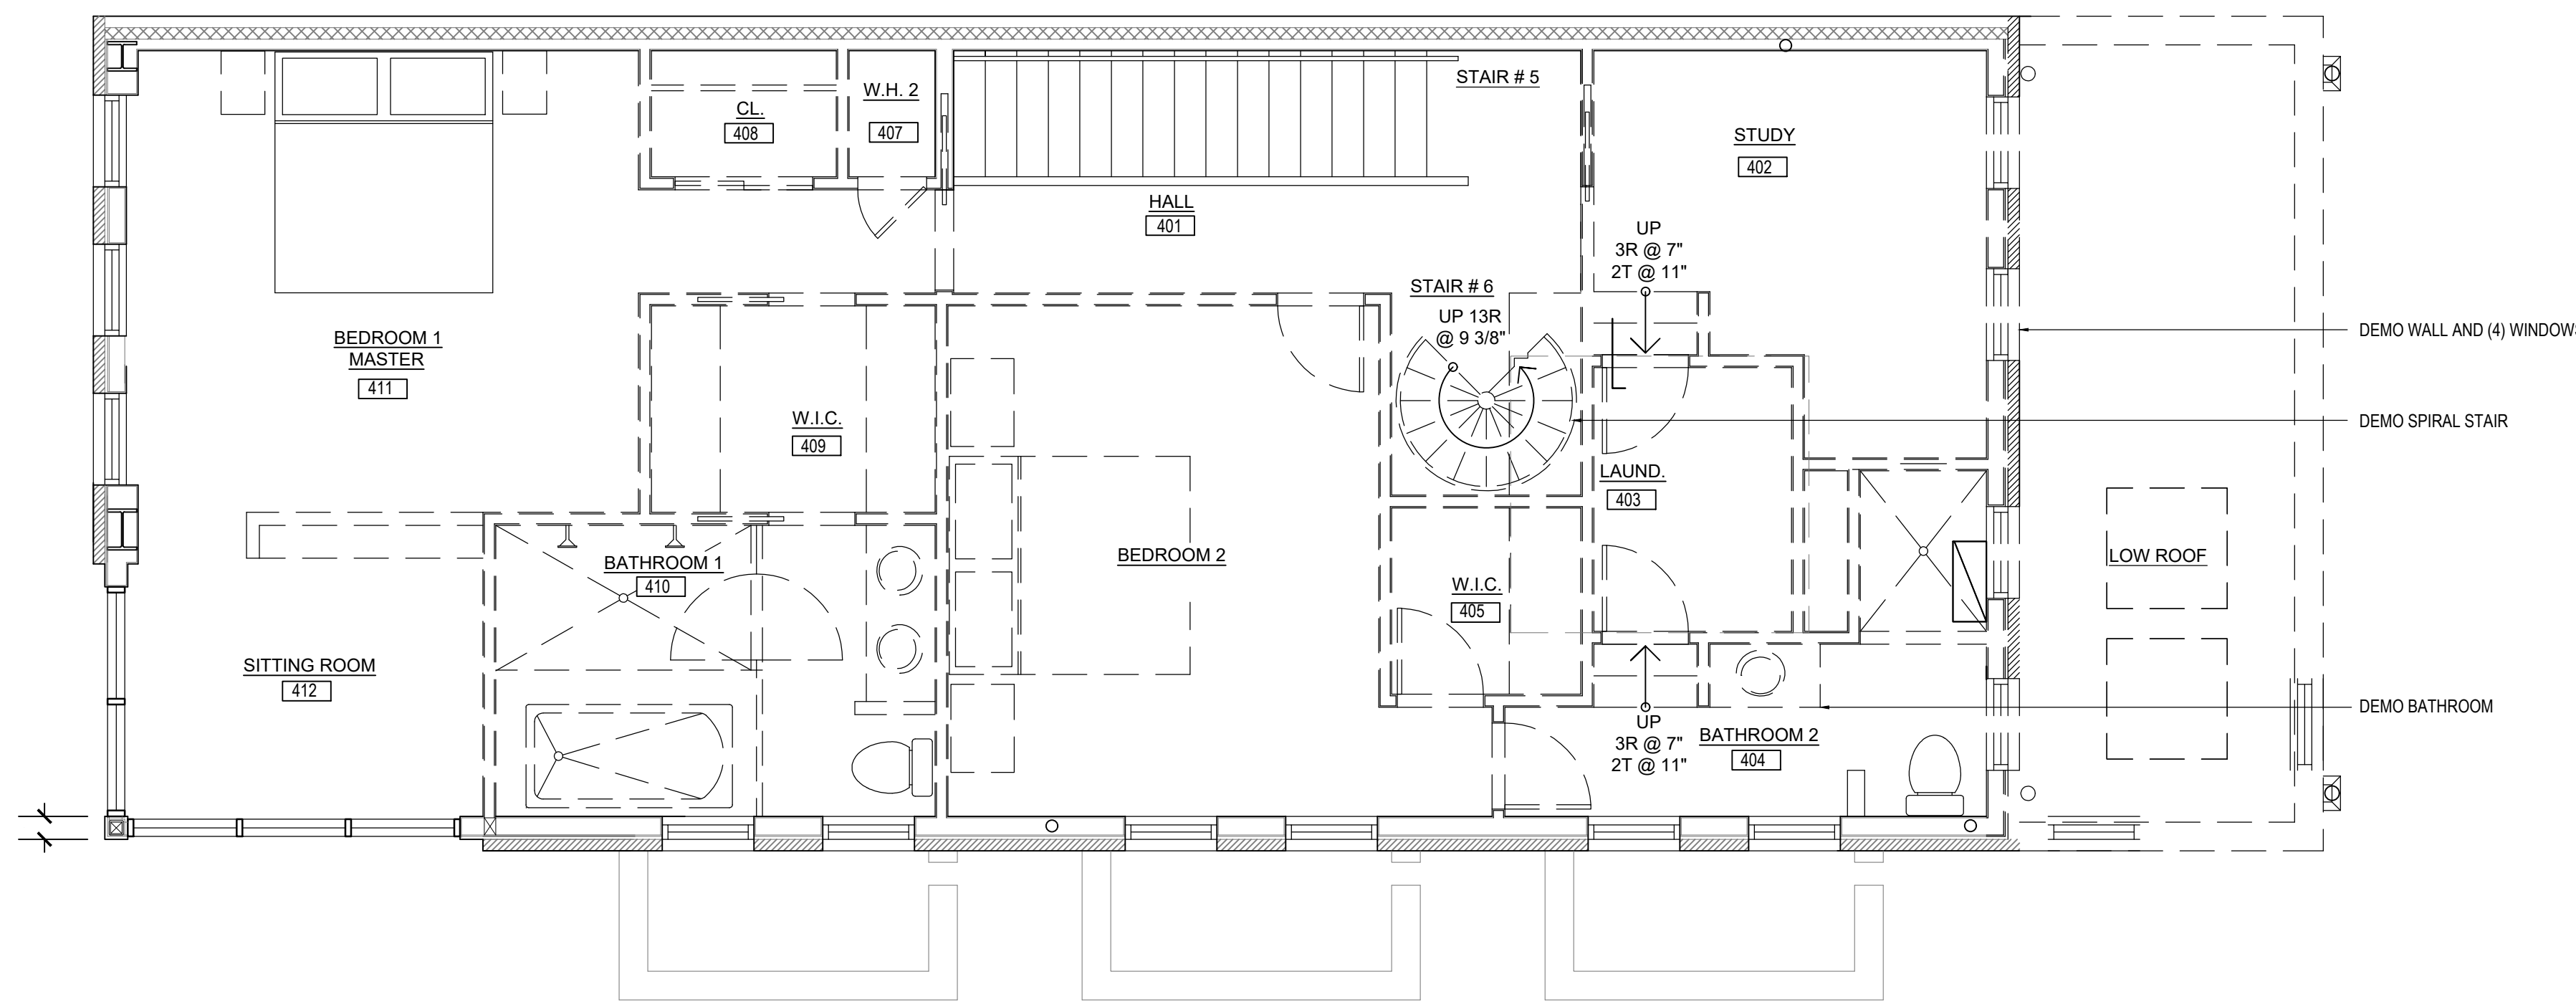 STAIR # 5
W.H. 2
407
CL.
408
STUDY
402
HALL
401
UP
3R @ 7"
2T @ 11"
STAIR # 6
UP 13R
@ 9 3/8"
BEDROOM 1
MASTER
411
DEMO WALL AND (4) WINDOWS
W.I.C.
409
DEMO SPIRAL STAIR
LAUND.
403
BATHROOM 1
410
BEDROOM 2
W.I.C.
405
LOW ROOF
SITTING ROOM
412
DEMO BATHROOM
UP
3R @ 7"
2T @ 11"
BATHROOM 2
404